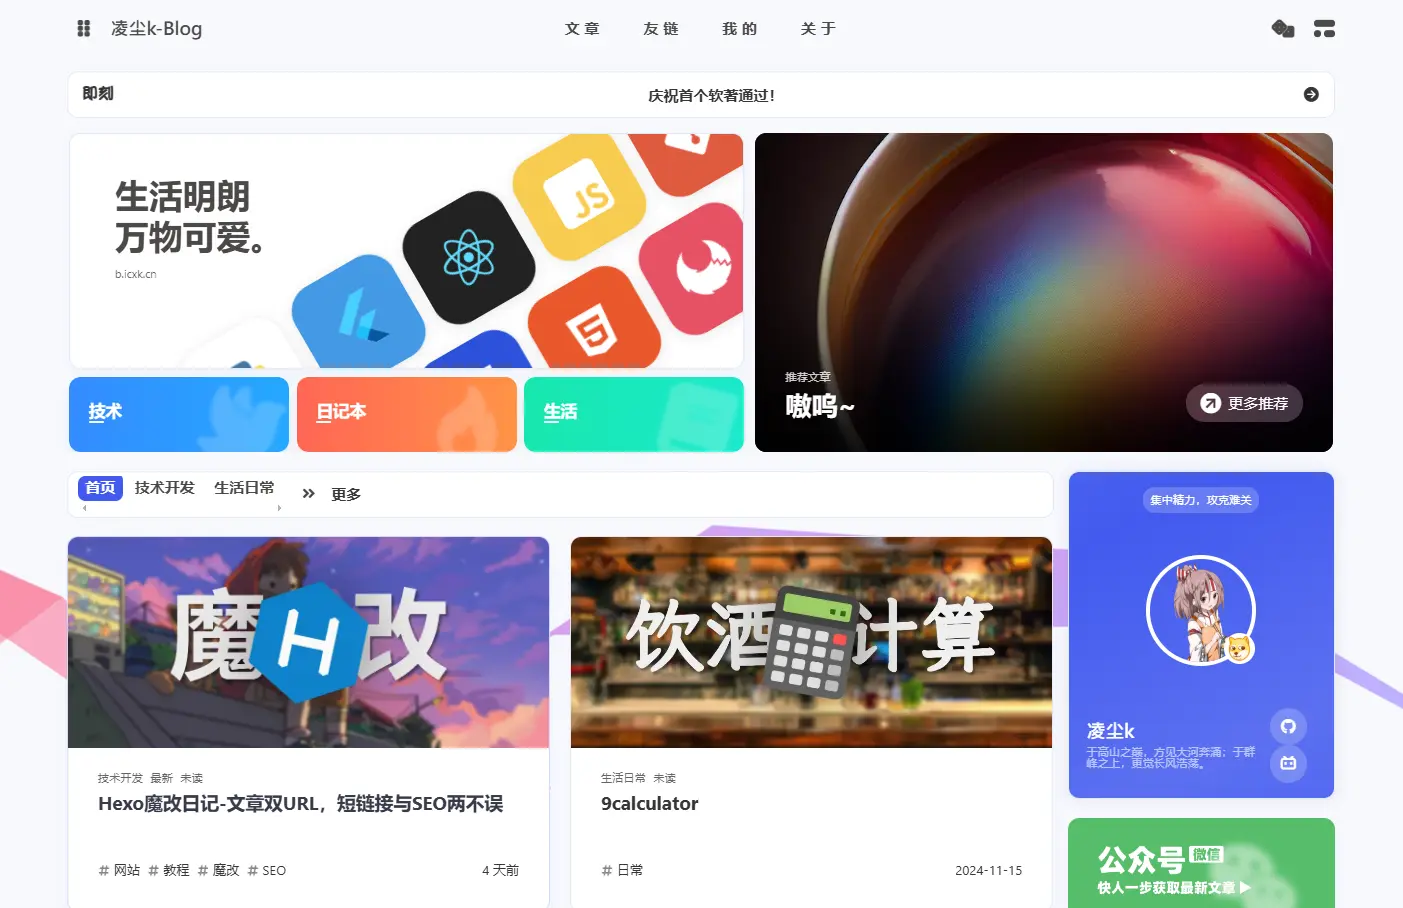 凌尘k-Blog
文章 友链 我的 关于
即刻
庆祝首个软著通过！
生活明朗
万物可爱。
b.icxk.cn
JS
推荐文章
嗷呜~
更多推荐
技术 日记本 生活
首页 技术开发 生活日常 更多
集中精力，攻克难关
魔改
饮酒计算
凌尘k
于高山之巅，方见大河奔涌；于群
峰之上，更觉长风浩荡。
技术开发 最新 未读
Hexo魔改日记-文章双URL，短链接与SEO两不误
# 网站 # 教程 # 魔改 # SEO
4 天前
生活日常 未读
9calculator
# 日常
2024-11-15
公众号 微信
快人一步获取最新文章 ▶